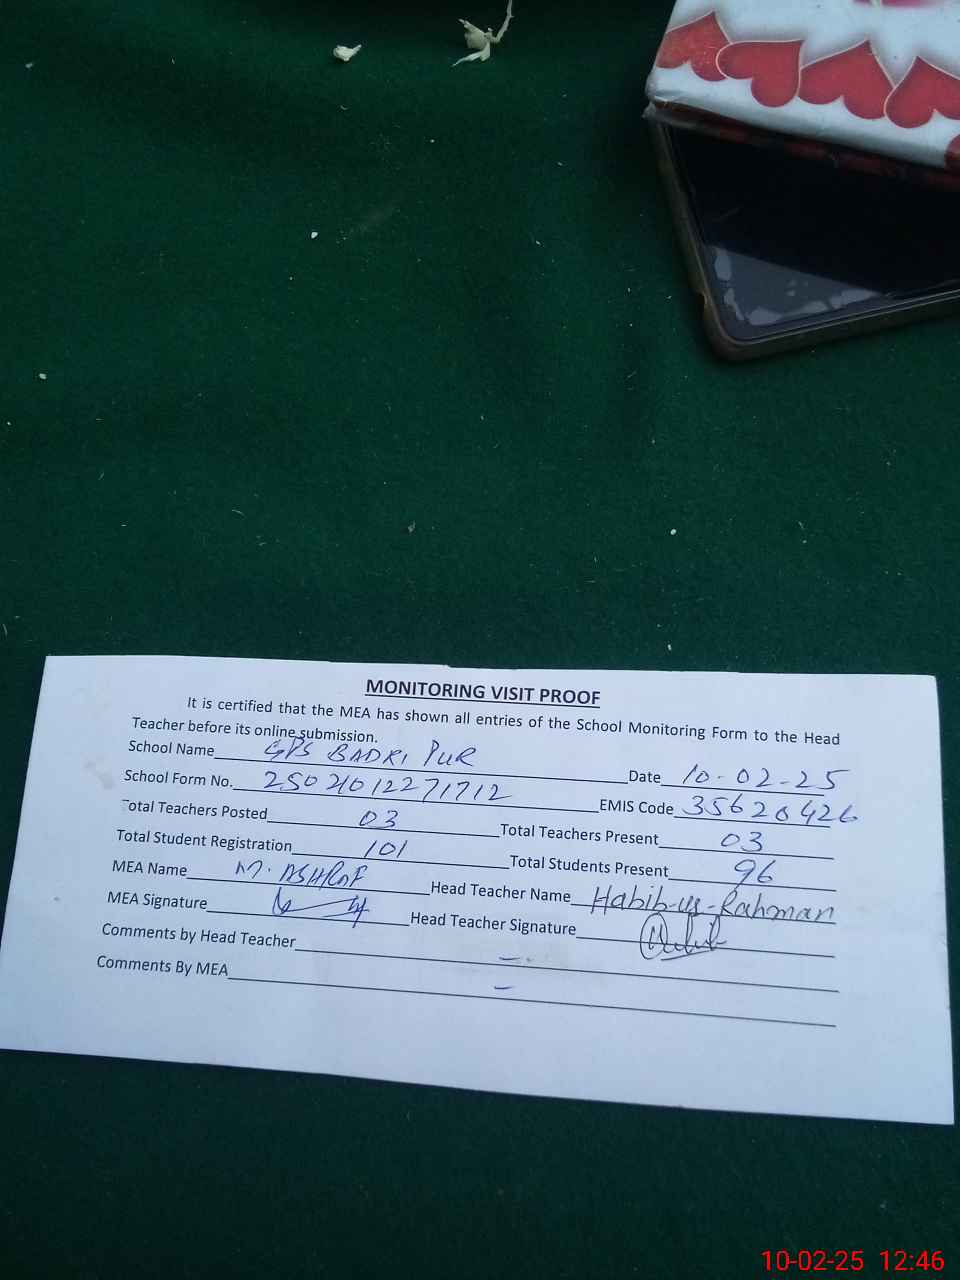 MONITORING VISIT PROOF
It is certified that the MEA has shown all entries of the School Monitoring Form to the Head
Teacher before its online submission.
School Name GPS BADRI PUR Date 10-02-25
School Form No. 25021012271712 EMIS Code 35620426
Total Teachers Posted 03 Total Teachers Present 03
Total Student Registration 101 Total Students Present 96
MEA Name M. ASHRAF Head Teacher Name Habib-ur-Rahman
MEA Signature Head Teacher Signature
Comments by Head Teacher -
Comments By MEA -
10-02-25 12:46